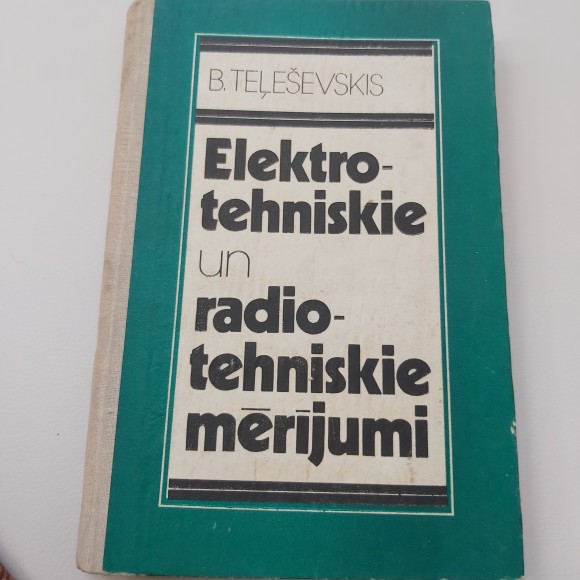 B. TEĻEŠEVSKIS
Elektro-
tehniskie
un
radio-
tehniskie
mērījumi